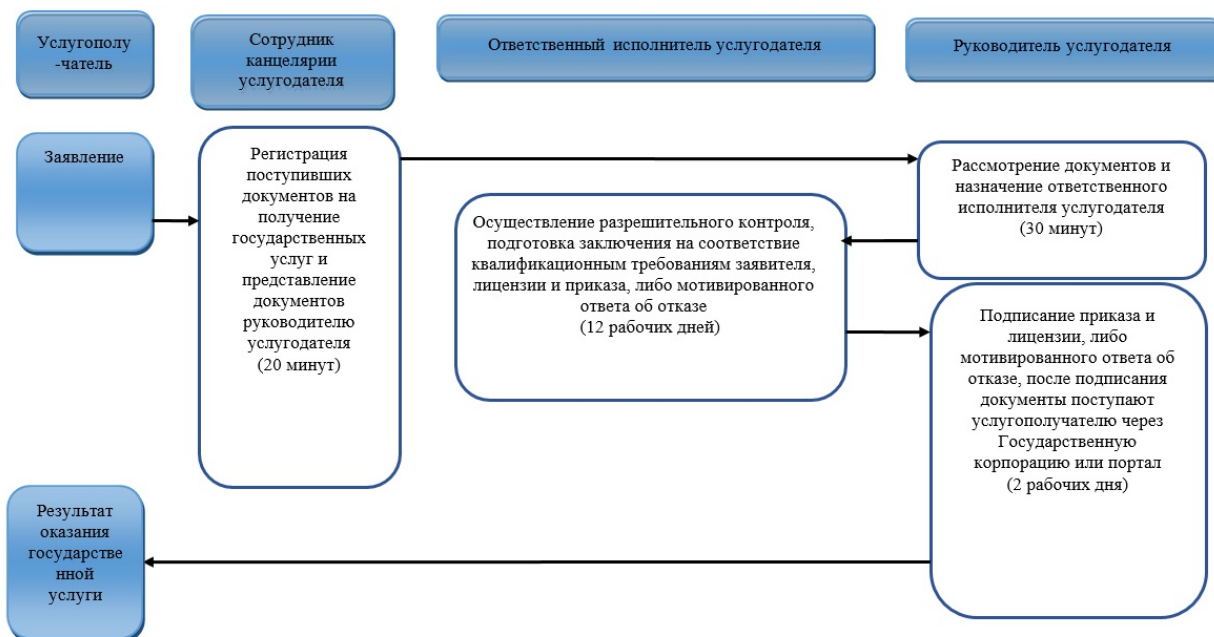 Услугополу
-чатель
Сотрудник
канцелярии
услугодателя
Ответственный исполнитель услугодателя
Руководитель услугодателя
Заявление
Регистрация
поступивших
документов на
получение
государственных
услуг и
представление
документов
руководителю
услугодателя
(20 минут)
Рассмотрение документов и
назначение ответственного
исполнителя услугодателя
(30 минут)
Осуществление разрешительного контроля,
подготовка заключения на соответствие
квалификационным требованиям заявителя,
лицензии и приказа, либо мотивированного
ответа об отказе
(12 рабочих дней)
Подписание приказа и
лицензии, либо
мотивированного ответа об
отказе, после подписания
документы поступают
услугополучателю через
Государственную
корпорацию или портал
(2 рабочих дня)
Результат
оказания
государстве
нной
услуги